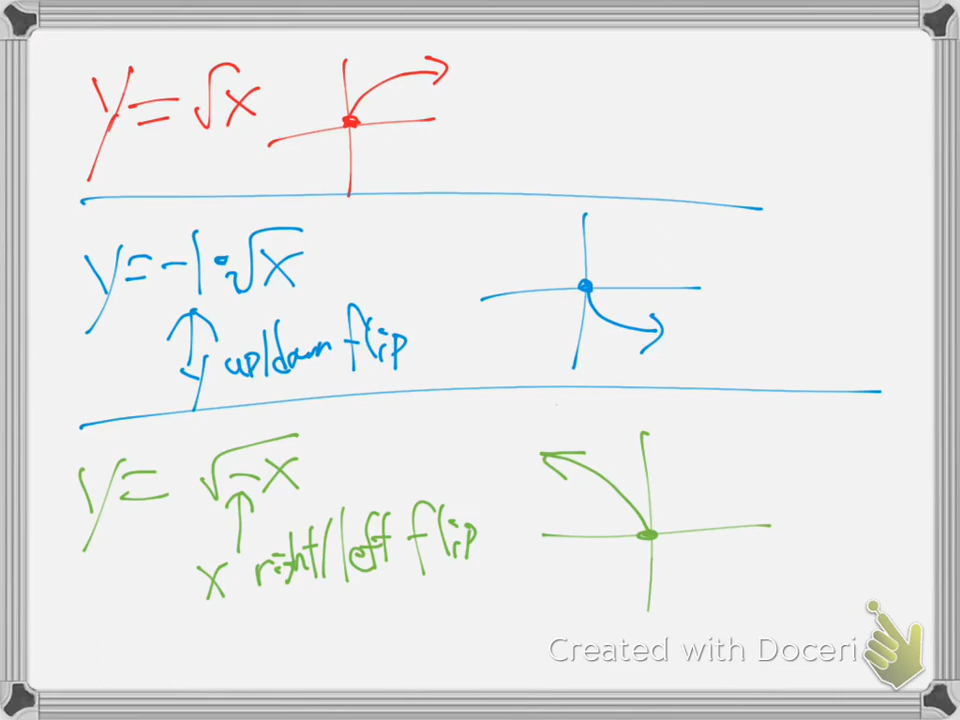 y = √x
y = -1·√x
y up/down flip
y = √-x
x right/left flip
Created with Doceri